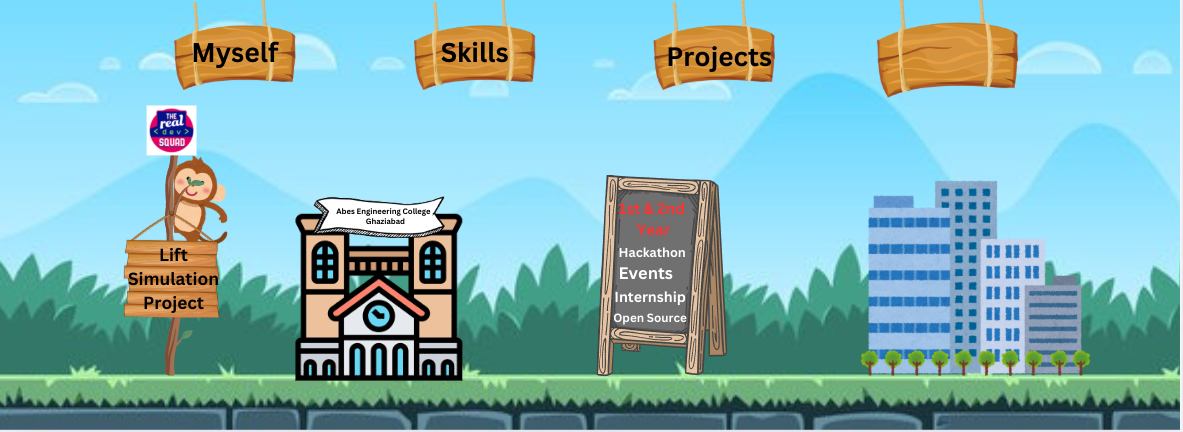 Myself
Skills
Projects
THE
real
<dev>
SQUAD
Lift
Simulation
Project
Abes Engineering College
Ghaziabad
1st & 2nd
Year
Hackathon
Events
Internship
Open Source